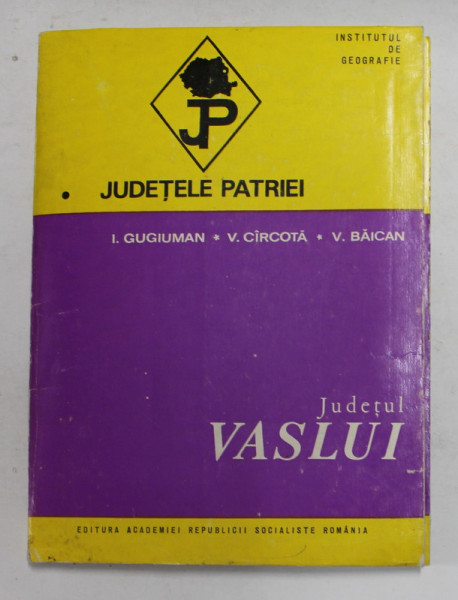 INSTITUTUL
DE
GEOGRAFIE
JP
JUDEȚELE PATRIEI
I. GUGIUMAN * V. CÎRCOTĂ * V. BĂICAN
Județul
VASLUI
EDITURA ACADEMIEI REPUBLICII SOCIALISTE ROMÂNIA